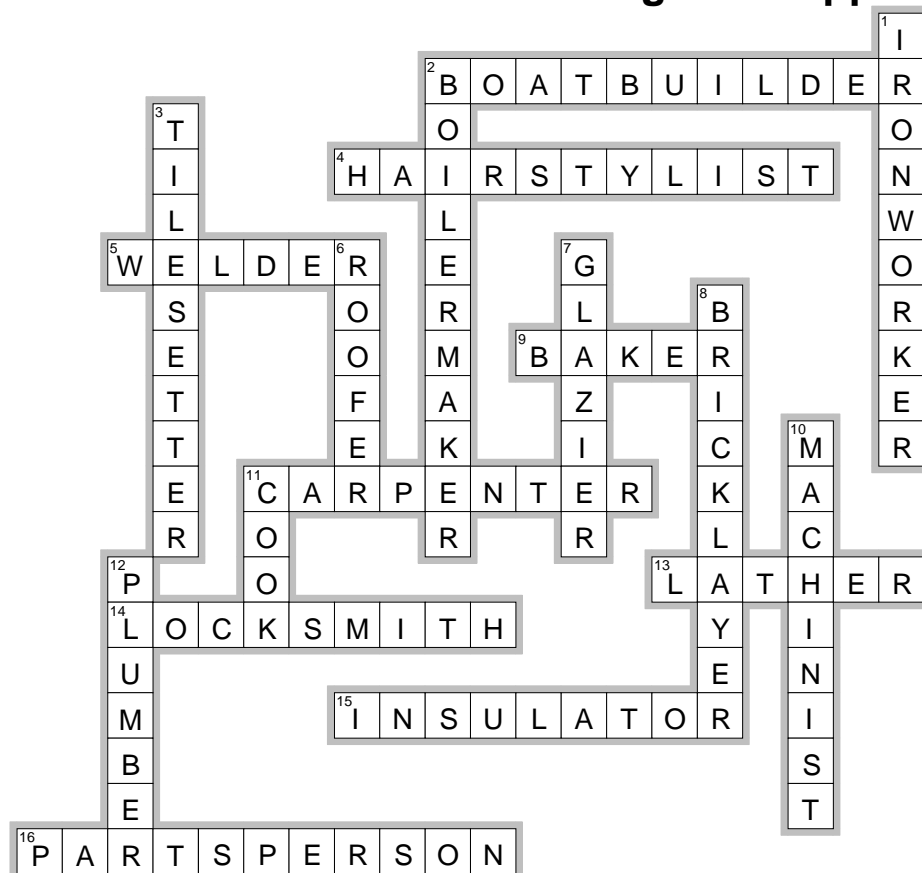 1 IRONWORKER
2 BOATBUILDER
BOILERMAKER
3 TILESETTER
4 HAIRSTYLIST
5 WELDER
6 ROOFER
7 GLAZIER
8 BRICKLAYER
9 BAKER
10 MACHINIST
11 CARPENTER
COOK
12 PLUMBER
13 LATHER
14 LOCKSMITH
15 INSULATOR
16 PARTSPERSON